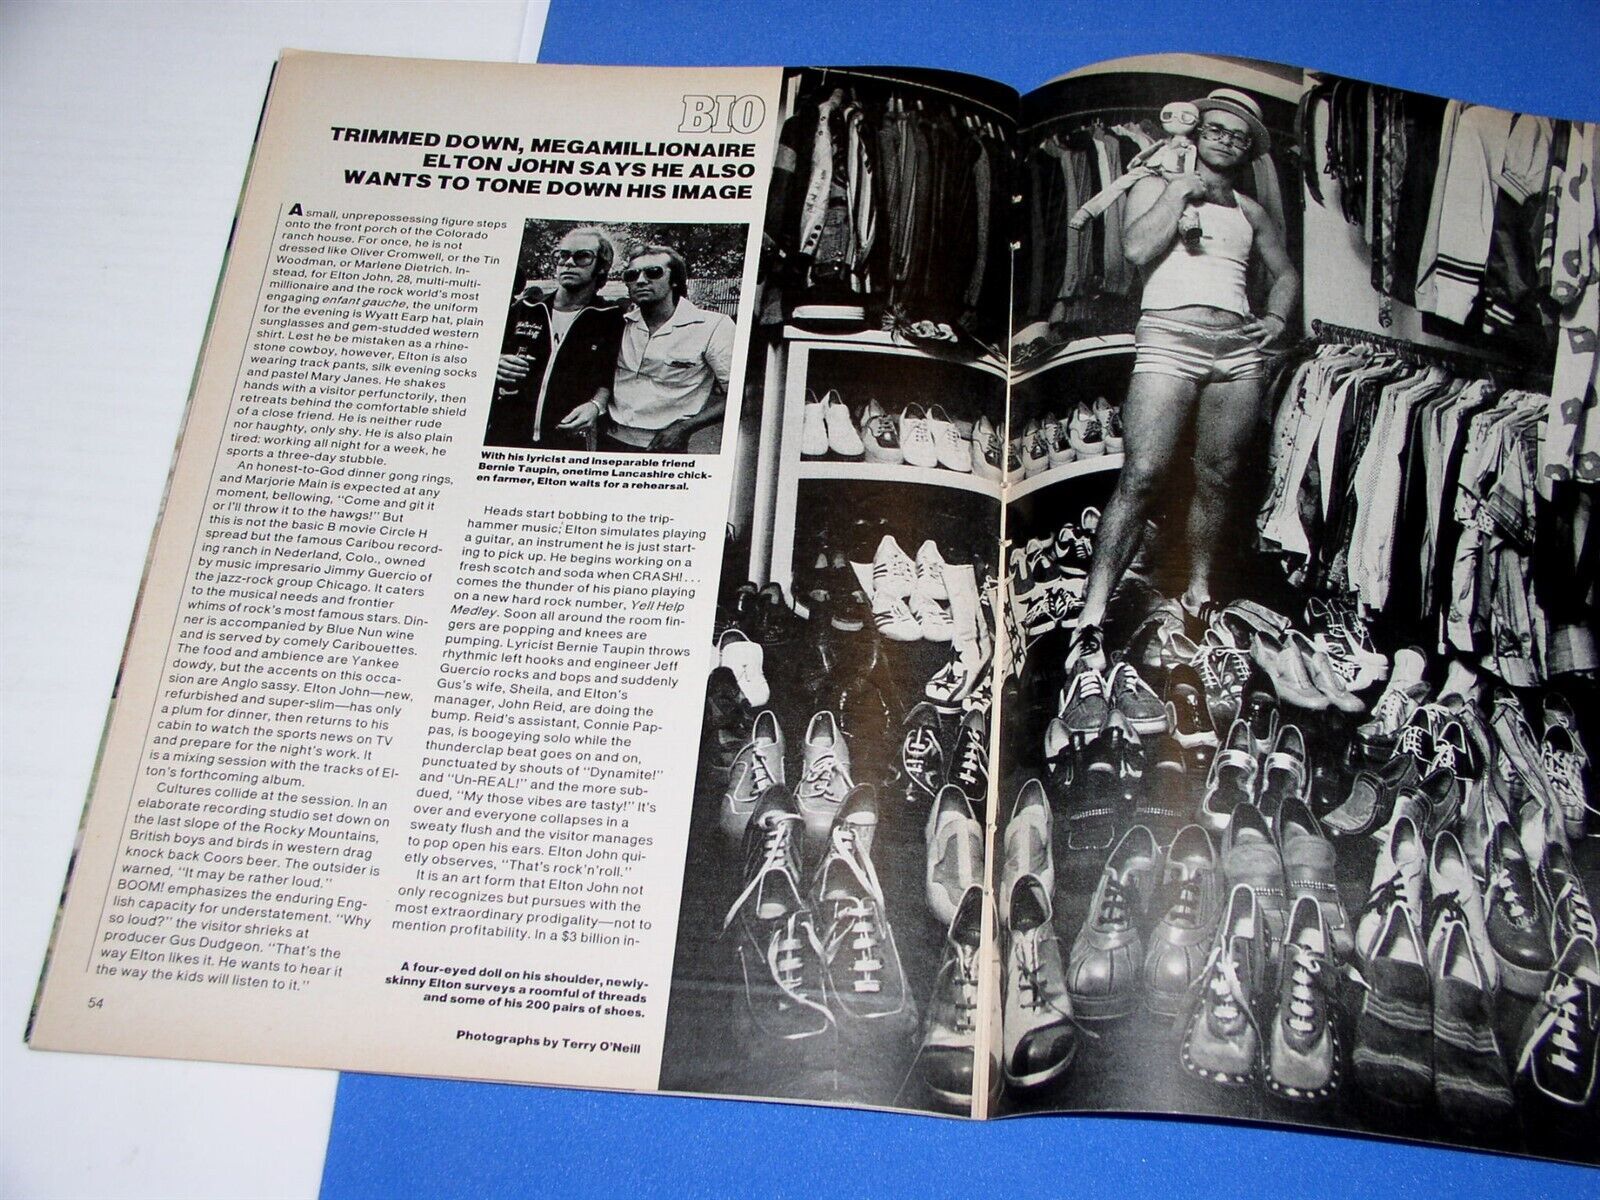 BIO
TRIMMED DOWN, MEGAMILLIONAIRE
ELTON JOHN SAYS HE ALSO
WANTS TO TONE DOWN HIS IMAGE
A small, unprepossessing figure steps
onto the front porch of the Colorado
ranch house. For once, he is not
dressed like Oliver Cromwell, or the Tin
Woodman, or Marlene Dietrich. In-
stead, for Elton John, 28, multi-multi-
millionaire and the rock world's most
engaging enfant gauche, the uniform
for the evening is Wyatt Earp hat, plain
sunglasses and gem-studded western
shirt. Lest he be mistaken as a rhine-
stone cowboy, however, Elton is also
wearing track pants, silk evening socks
and pastel Mary Janes. He shakes
hands with a visitor perfunctorily, then
retreats behind the comfortable shield
of a close friend. He is neither rude
nor haughty, only shy. He is also plain
tired: working all night for a week, he
sports a three-day stubble.
An honest-to-God dinner gong rings,
and Marjorie Main is expected at any
moment, bellowing, "Come and git it
or I'll throw it to the hawgs!" But
this is not the basic B movie Circle H
spread but the famous Caribou record-
ing ranch in Nederland, Colo., owned
by music impresario Jimmy Guercio of
the jazz-rock group Chicago. It caters
to the musical needs and frontier
whims of rock's most famous stars. Din-
ner is accompanied by Blue Nun wine
and is served by comely Caribouettes.
The food and ambience are Yankee
dowdy, but the accents on this occa-
sion are Anglo sassy. Elton John—new,
refurbished and super-slim—has only
a plum for dinner, then returns to his
cabin to watch the sports news on TV
and prepare for the night's work. It
is a mixing session with the tracks of El-
ton's forthcoming album.
Cultures collide at the session. In an
elaborate recording studio set down on
the last slope of the Rocky Mountains,
British boys and birds in western drag
knock back Coors beer. The outsider is
warned, "It may be rather loud."
BOOM! emphasizes the enduring Eng-
lish capacity for understatement. "Why
so loud?" the visitor shrieks at
producer Gus Dudgeon. "That's the
way Elton likes it. He wants to hear it
the way the kids will listen to it."
54
With his lyricist and inseparable friend
Bernie Taupin, onetime Lancashire chick-
en farmer, Elton waits for a rehearsal.
Heads start bobbing to the trip-
hammer music; Elton simulates playing
a guitar, an instrument he is just start-
ing to pick up. He begins working on a
fresh scotch and soda when CRASH! . . .
comes the thunder of his piano playing
on a new hard rock number, Yell Help
Medley. Soon all around the room fin-
gers are popping and knees are
pumping. Lyricist Bernie Taupin throws
rhythmic left hooks and engineer Jeff
Guercio rocks and bops and suddenly
Gus's wife, Sheila, and Elton's
manager, John Reid, are doing the
bump. Reid's assistant, Connie Pap-
pas, is boogeying solo while the
thunderclap beat goes on and on,
punctuated by shouts of "Dynamite!"
and "Un-REAL!" and the more sub-
dued, "My those vibes are tasty!" It's
over and everyone collapses in a
sweaty flush and the visitor manages
to pop open his ears. Elton John qui-
etly observes, "That's rock'n'roll."
It is an art form that Elton John not
only recognizes but pursues with the
most extraordinary prodigality—not to
mention profitability. In a $3 billion in-
A four-eyed doll on his shoulder, newly-
skinny Elton surveys a roomful of threads
and some of his 200 pairs of shoes.
Photographs by Terry O'Neill